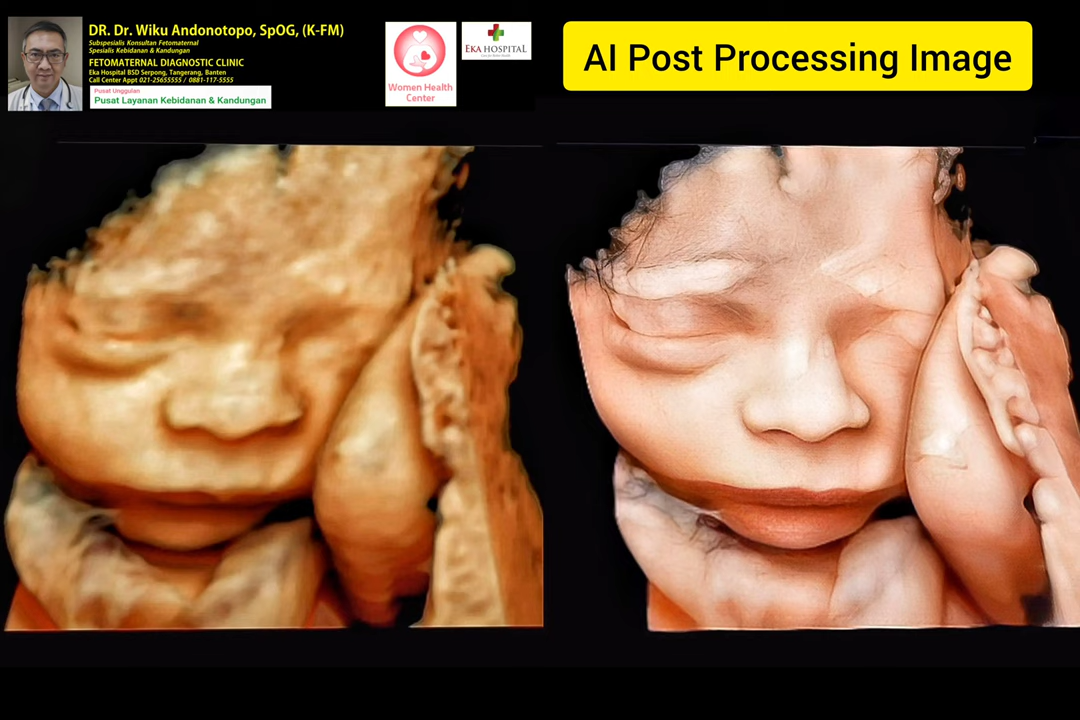 DR. Dr. Wiku Andonotopo, SpOG, (K-FM)
Subspesialis Konsultan Fetomaternal
Spesialis Kebidanan & Kandungan
FETOMATERNAL DIAGNOSTIC CLINIC
Eka Hospital BSD Serpong, Tangerang, Banten
Call Center Appt 021-25655555 / 0881-117-5555
Pusat Unggulan
Pusat Layanan Kebidanan & Kandungan
Women Health
Center
EKA HOSPITAL
AI Post Processing Image